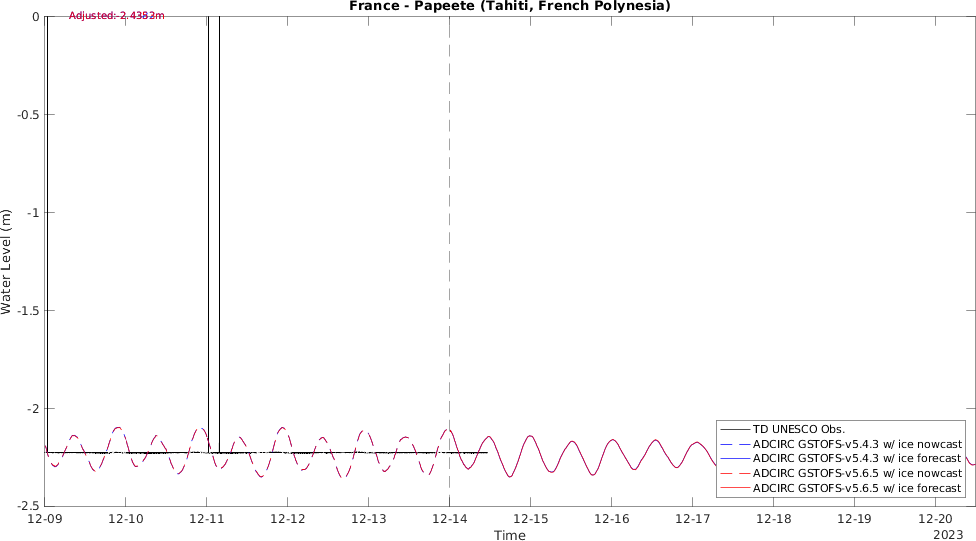 France - Papeete (Tahiti, French Polynesia)
Water Level (m)
0
-0.5
-1
-1.5
-2
-2.5
TD UNESCO Obs.
ADCIRC GSTOFS-v5.4.3 w/ ice nowcast
ADCIRC GSTOFS-v5.4.3 w/ ice forecast
ADCIRC GSTOFS-v5.6.5 w/ ice nowcast
ADCIRC GSTOFS-v5.6.5 w/ ice forecast
12-09 12-10 12-11 12-12 12-13 12-14 12-15 12-16 12-17 12-18 12-19 12-20
2023
Time